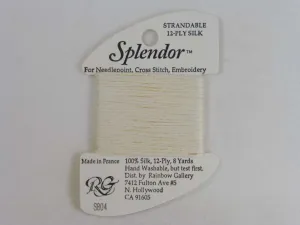 STRANDABLE
12-PLY SILK
Splendor™
For Needlepoint, Cross Stitch, Embroidery
Made in France
RG
S804
100% Silk, 12-Ply, 8 Yards
Hand Washable, but test first.
Dist. by Rainbow Gallery
7412 Fulton Ave #5
N. Hollywood
CA 91605